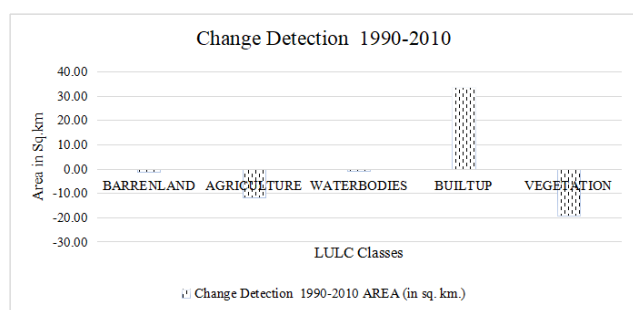 Change Detection 1990-2010
Area in Sq.km
40.00
30.00
20.00
10.00
0.00
-10.00
-20.00
-30.00
BARRENLAND AGRICULTURE WATERBODIES BUILTUP VEGETATION
LULC Classes
Change Detection 1990-2010 AREA (in sq. km.)